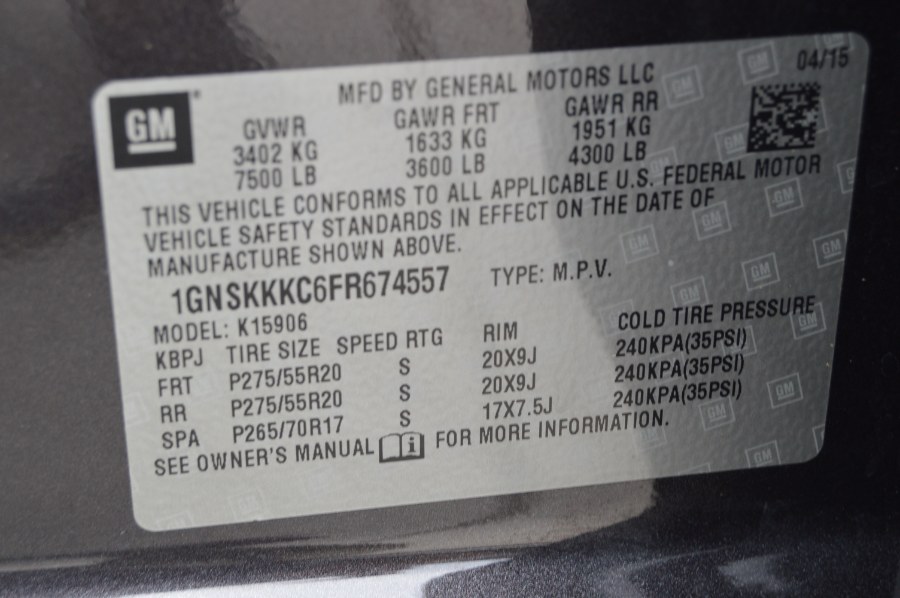 04/15
MFD BY GENERAL MOTORS LLC
GM
GVWR GAWR FRT GAWR RR
3402 KG 1633 KG 1951 KG
7500 LB 3600 LB 4300 LB
THIS VEHICLE CONFORMS TO ALL APPLICABLE U.S. FEDERAL MOTOR
VEHICLE SAFETY STANDARDS IN EFFECT ON THE DATE OF
MANUFACTURE SHOWN ABOVE.
1GNSKKKC6FR674557 TYPE: M.P.V.
MODEL: K15906
KBPJ TIRE SIZE SPEED RTG RIM COLD TIRE PRESSURE
FRT P275/55R20 S 20X9J 240KPA(35PSI)
RR P275/55R20 S 20X9J 240KPA(35PSI)
SPA P265/70R17 S 17X7.5J 240KPA(35PSI)
SEE OWNER'S MANUAL i FOR MORE INFORMATION.